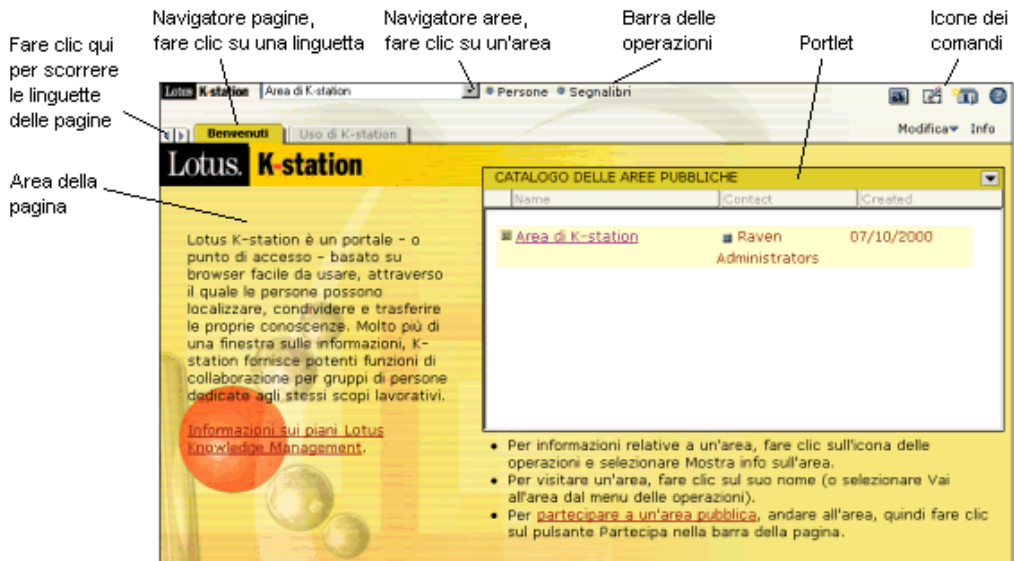 Navigatore pagine,
fare clic su una linguetta
Navigatore aree,
fare clic su un'area
Barra delle
operazioni
Portlet
Icone dei
comandi
Fare clic qui
per scorrere
le linguette
delle pagine
Area della
pagina
Lotus K-station
Area di K-station
Persone
Segnalibri
Benvenuti
Uso di K-station
Modifica
Info
Lotus. K-station
Lotus K-station è un portale - o
punto di accesso - basato su
browser facile da usare, attraverso
il quale le persone possono
localizzare, condividere e trasferire
le proprie conoscenze. Molto più di
una finestra sulle informazioni, K-
station fornisce potenti funzioni di
collaborazione per gruppi di persone
dedicate agli stessi scopi lavorativi.
Informazioni sui piani Lotus
Knowledge Management.
CATALOGO DELLE AREE PUBBLICHE
Name Contact Created
Area di K-station Raven 07/10/2000
Administrators
• Per informazioni relative a un'area, fare clic sull'icona delle
operazioni e selezionare Mostra info sull'area.
• Per visitare un'area, fare clic sul suo nome (o selezionare Vai
all'area dal menu delle operazioni).
• Per partecipare a un'area pubblica, andare all'area, quindi fare clic
sul pulsante Partecipa nella barra della pagina.